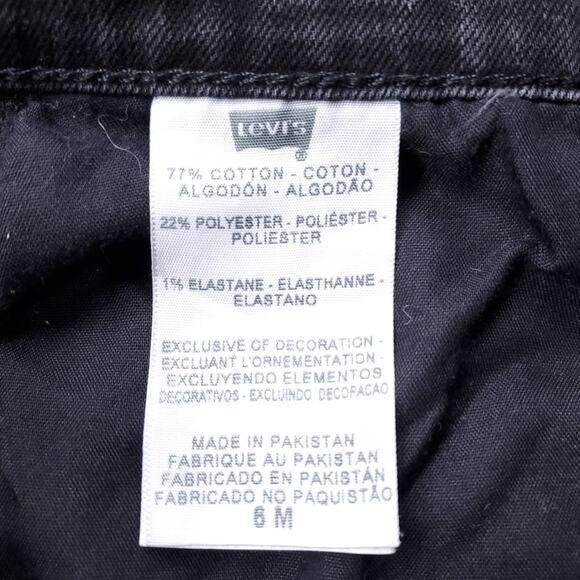 Levi's
®
77% COTTON - COTON -
ALGODÓN - ALGODÃO
22% POLYESTER - POLIÉSTER -
POLIESTER
1% ELASTANE - ELASTHANNE -
ELASTANO
EXCLUSIVE OF DECORATION -
EXCLUANT L'ORNEMENTATION -
EXCLUYENDO ELEMENTOS
DECORATIVOS - EXCLUINDO DECORAÇAO
MADE IN PAKISTAN
FABRIQUE AU PAKISTAN
FABRICADO EN PAKISTÁN
FABRICADO NO PAQUISTÃO
6 M